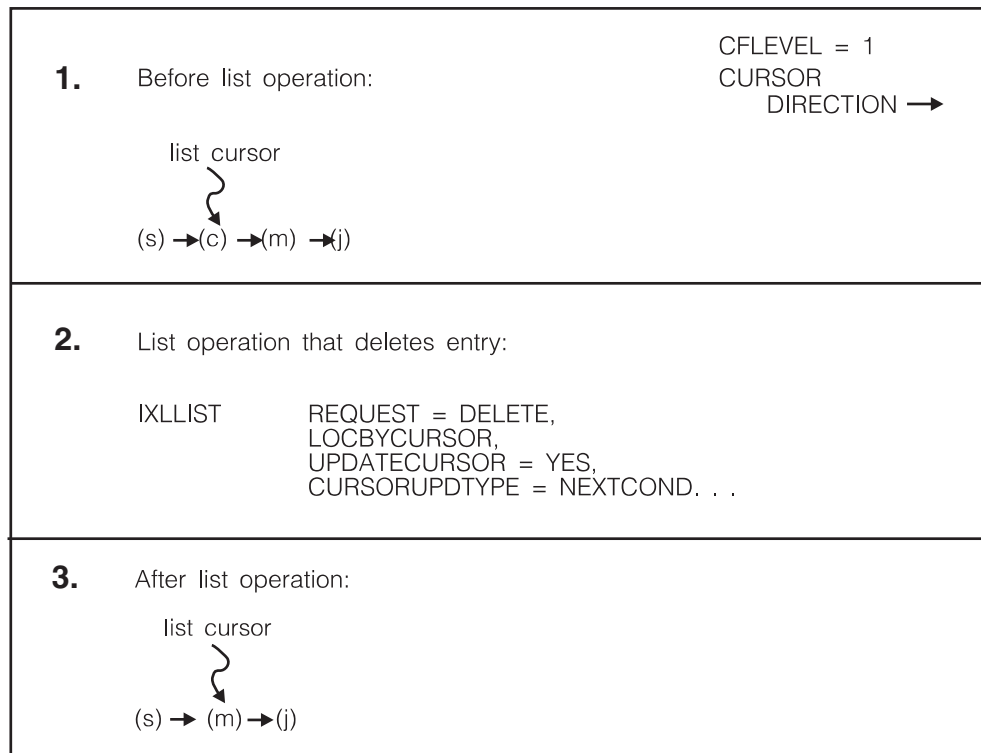 CFLEVEL = 1
1. Before list operation: CURSOR
DIRECTION →
list cursor
(s) →(c) →(m) →(j)
2. List operation that deletes entry:
IXLLIST REQUEST = DELETE,
LOCBYCURSOR,
UPDATECURSOR = YES,
CURSORUPDTYPE = NEXTCOND. . .
3. After list operation:
list cursor
(s) → (m) →(j)